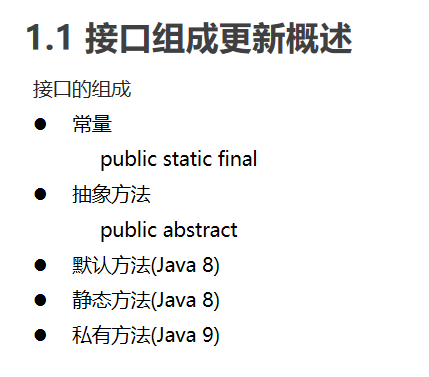 1.1 接口组成更新概述
接口的组成
● 常量
public static final
● 抽象方法
public abstract
● 默认方法(Java 8)
● 静态方法(Java 8)
● 私有方法(Java 9)